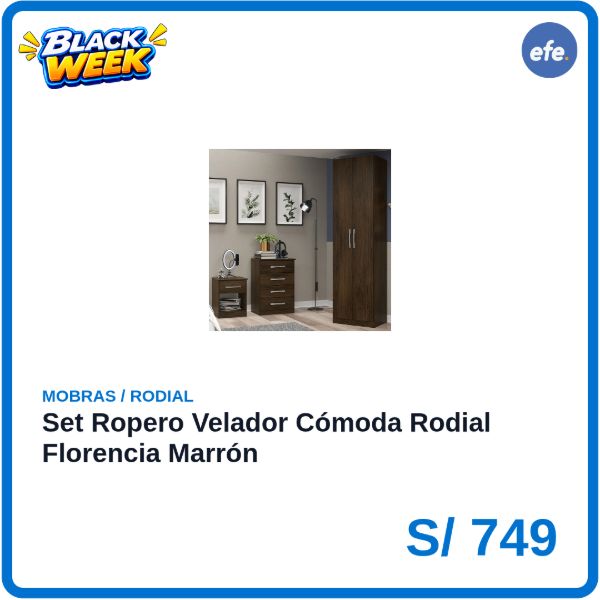 BLACK
WEEK
efe.
MOBRAS / RODIAL
Set Ropero Velador Cómoda Rodial
Florencia Marrón
S/ 749